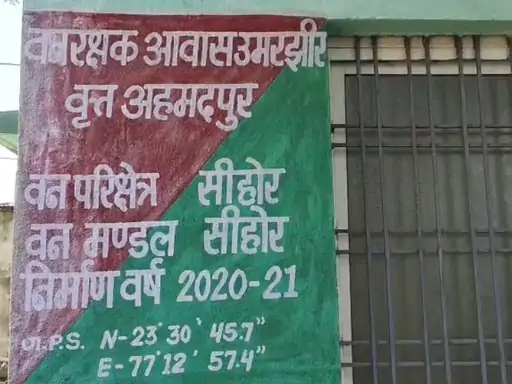 वनरक्षक आवास उमरझीर
वृत्त अहमदपुर
वन परिक्षेत्र सीहोर
वन मण्डल सीहोर
निर्माण वर्ष 2020-21
G.P.S. N-23°30'45.7"
E-77°12'57.4"